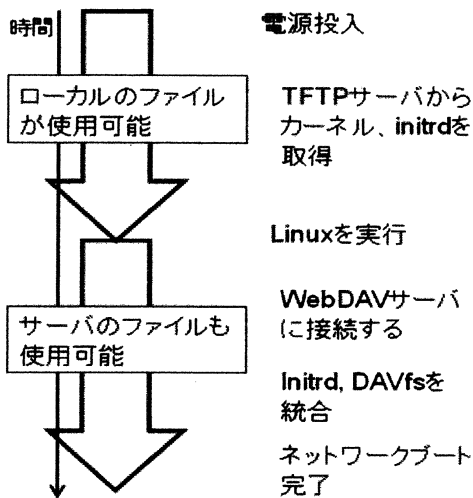 時間
電源投入
ローカルのファイル
が使用可能
TFTPサーバから
カーネル、initrdを
取得
Linuxを実行
WebDAVサーバ
に接続する
サーバのファイルも
使用可能
Initrd, DAVfsを
統合
ネットワークブート
完了